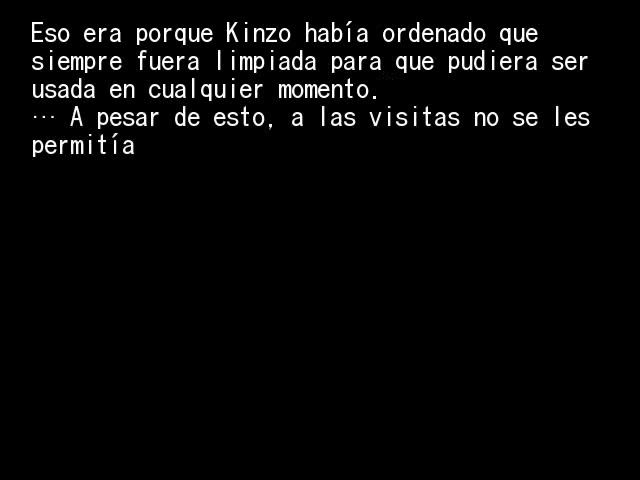 Eso era porque Kinzo había ordenado que
siempre fuera limpiada para que pudiera ser
usada en cualquier momento.
… A pesar de esto, a las visitas no se les
permitía